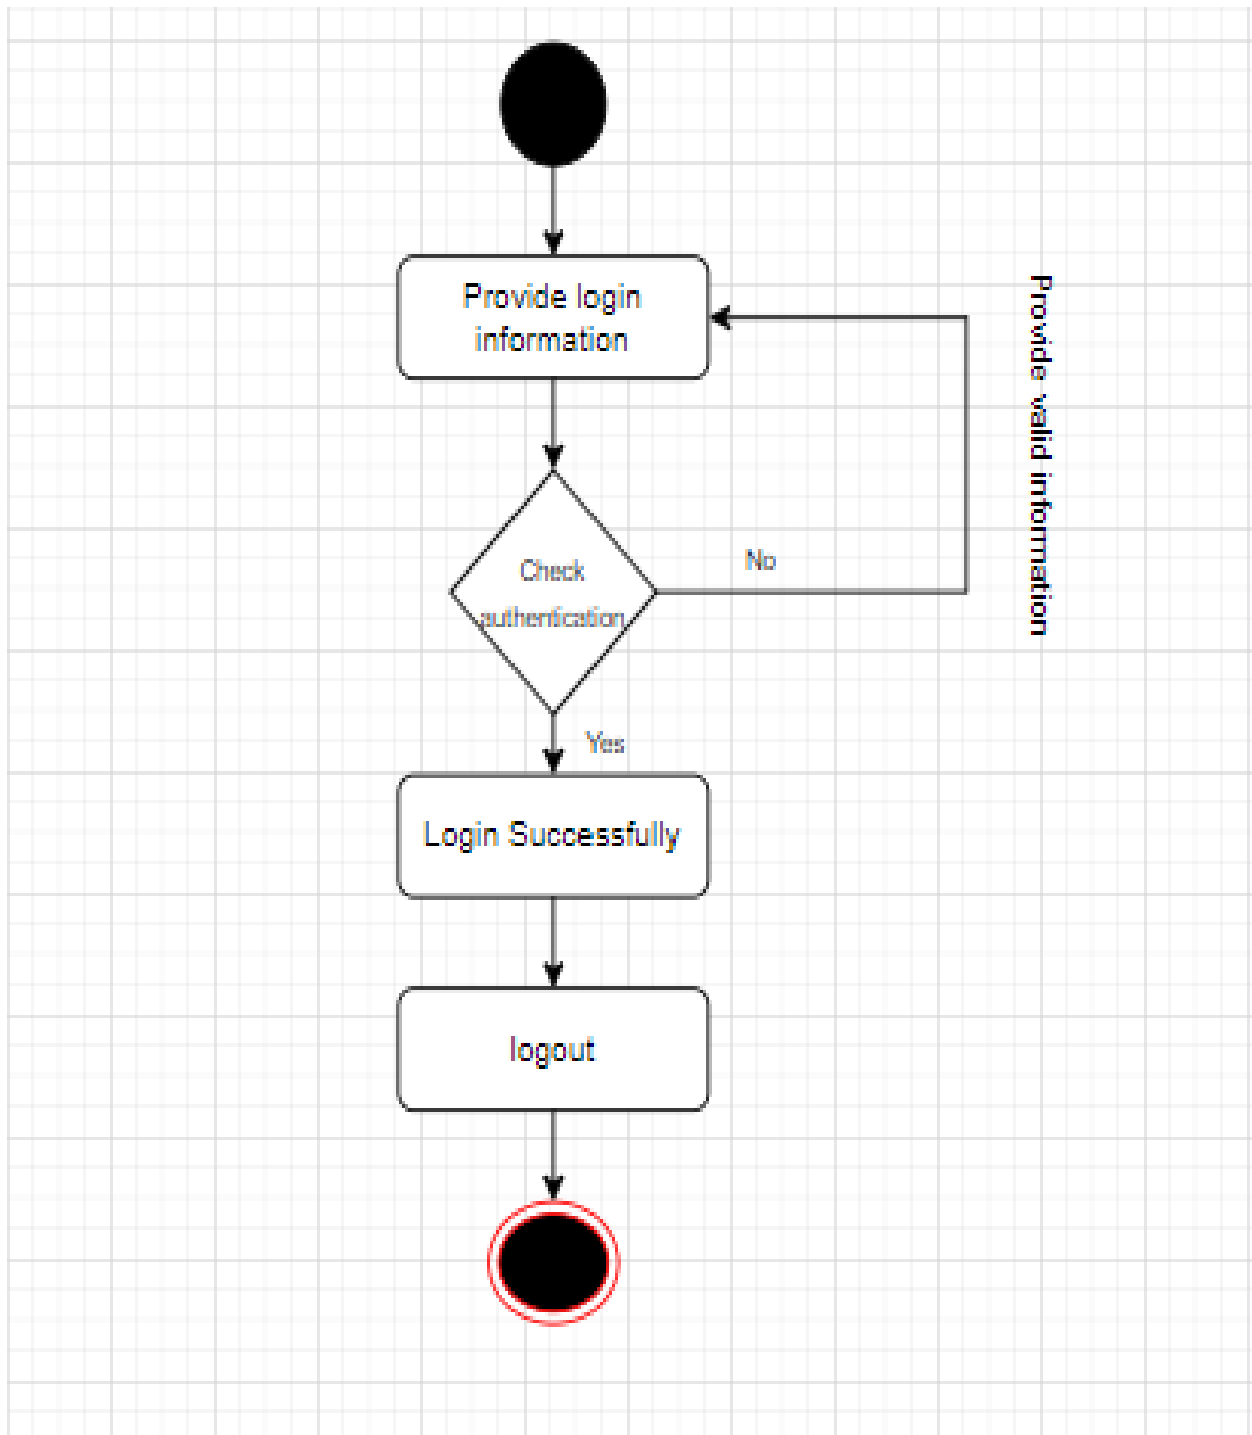 Provide login
information
Provide valid information
Check
authentication
No
Yes
Login Successfully
logout